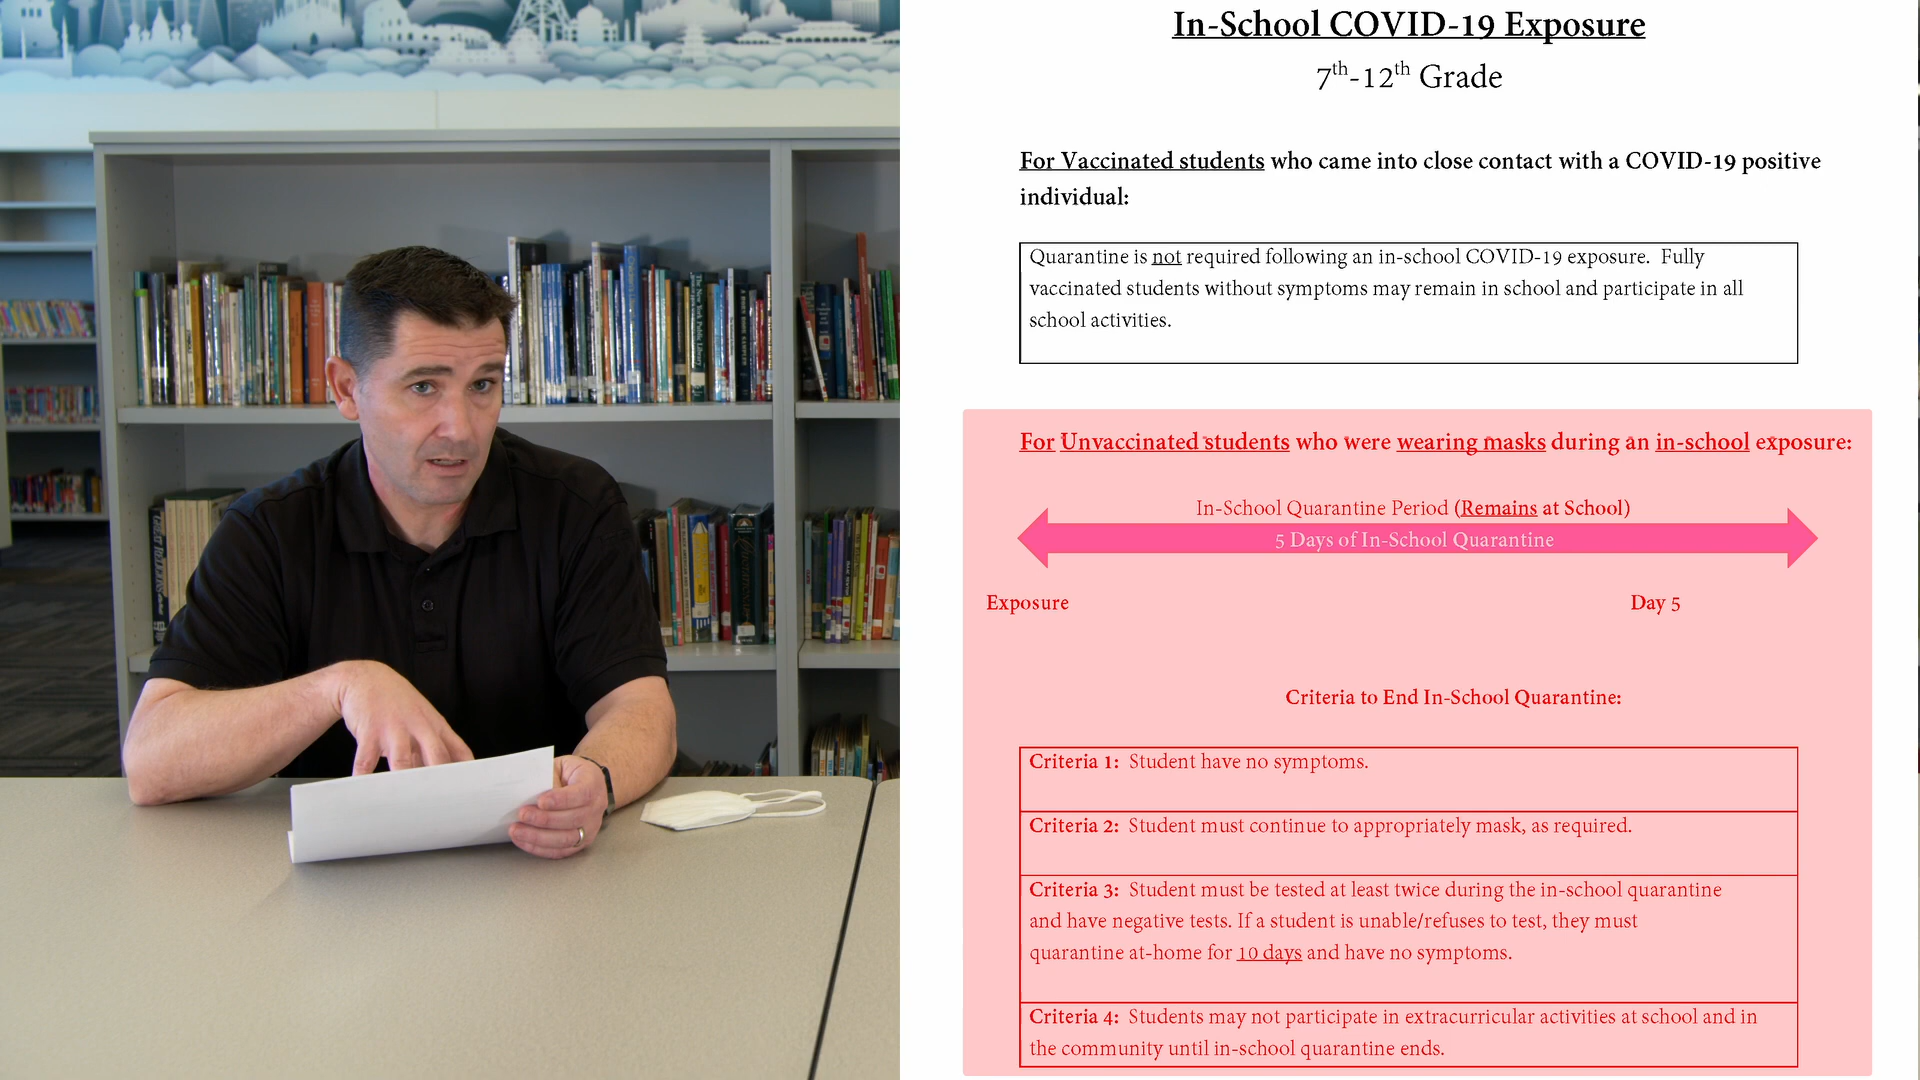 In-School COVID-19 Exposure
7th-12th Grade
For Vaccinated students who came into close contact with a COVID-19 positive
individual:
Quarantine is not required following an in-school COVID-19 exposure. Fully
vaccinated students without symptoms may remain in school and participate in all
school activities.
For Unvaccinated students who were wearing masks during an in-school exposure:
In-School Quarantine Period (Remains at School)
5 Days of In-School Quarantine
Exposure
Day 5
Criteria to End In-School Quarantine:
Criteria 1: Student have no symptoms.
Criteria 2: Student must continue to appropriately mask, as required.
Criteria 3: Student must be tested at least twice during the in-school quarantine
and have negative tests. If a student is unable/refuses to test, they must
quarantine at-home for 10 days and have no symptoms.
Criteria 4: Students may not participate in extracurricular activities at school and in
the community until in-school quarantine ends.